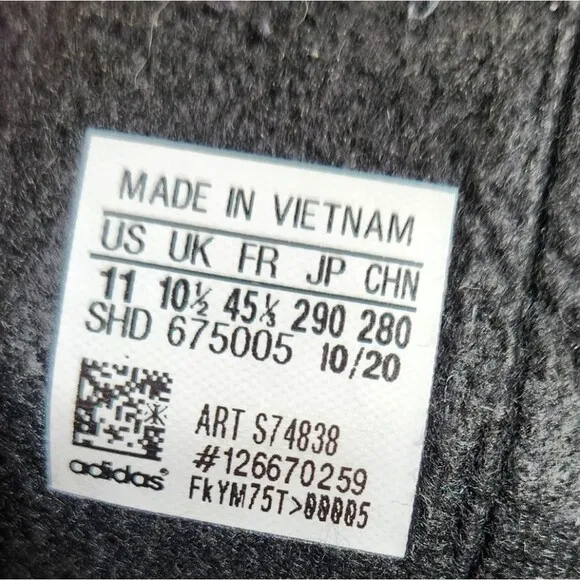 MADE IN VIETNAM
US UK FR JP CHN
11 10½ 45⅓ 290 280
SHD 675005 10/20
ART S74838
#126670259
FkYM75T>00005
adidas